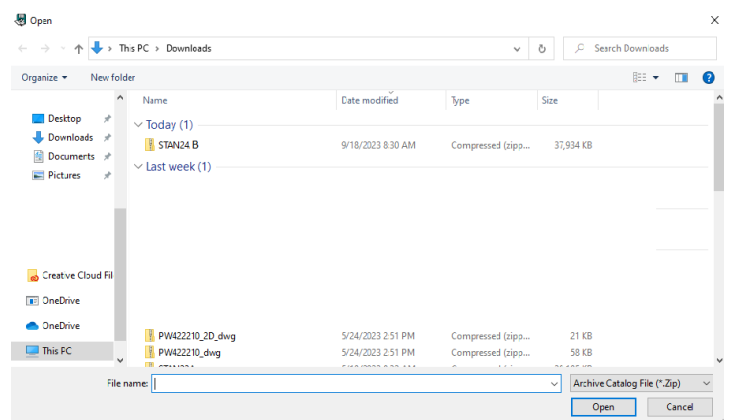 Open
This PC > Downloads
Search Downloads
Organize
New folder
Name Date modified Type Size
Desktop
Downloads
Documents
Pictures
Creative Cloud Fil
OneDrive
OneDrive
This PC
Today (1)
STAN24.B 9/18/2023 8:30 AM Compressed (zipp... 37,934 KB
Last week (1)
PW422210_2D_dwg 5/24/2023 2:51 PM Compressed (zipp... 21 KB
PW422210_dwg 5/24/2023 2:51 PM Compressed (zipp... 58 KB
File name:
Archive Catalog File (*.Zip)
Open Cancel